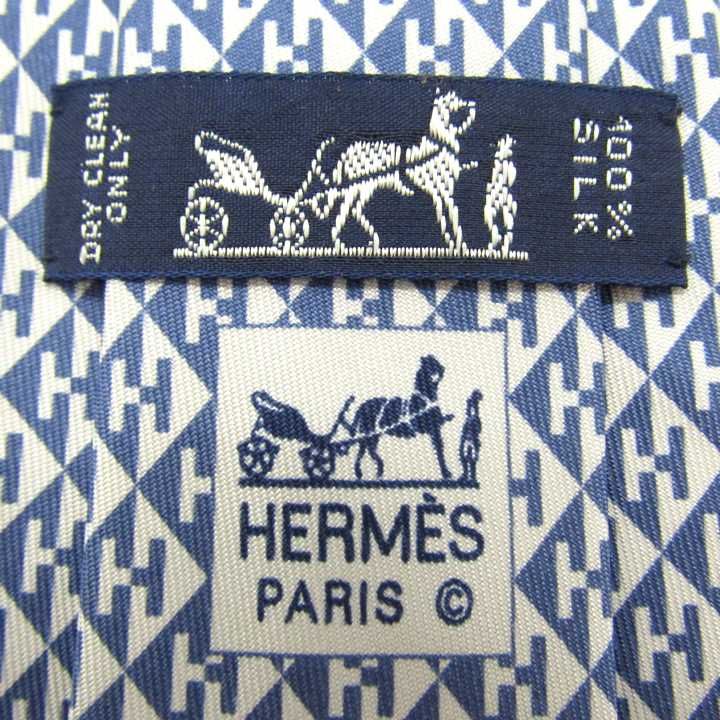 DRY CLEAN
ONLY
100%
SILK
HERMÈS
PARIS ©